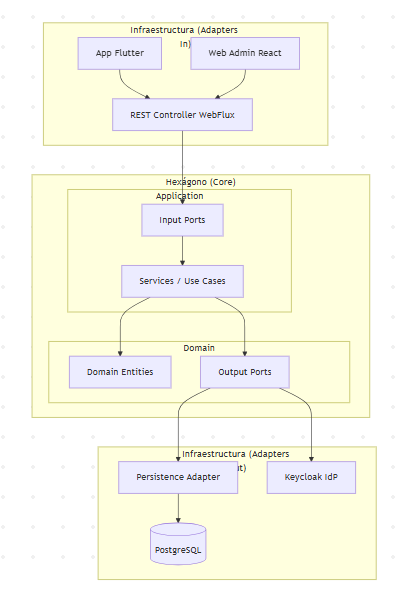 Infraestructura (Adapters
In)
App Flutter
Web Admin React
REST Controller WebFlux
Hexágono (Core)
Application
Input Ports
Services / Use Cases
Domain
Domain Entities
Output Ports
Infraestructura (Adapters
Persistence Adapter
Keycloak IdP
PostgreSQL